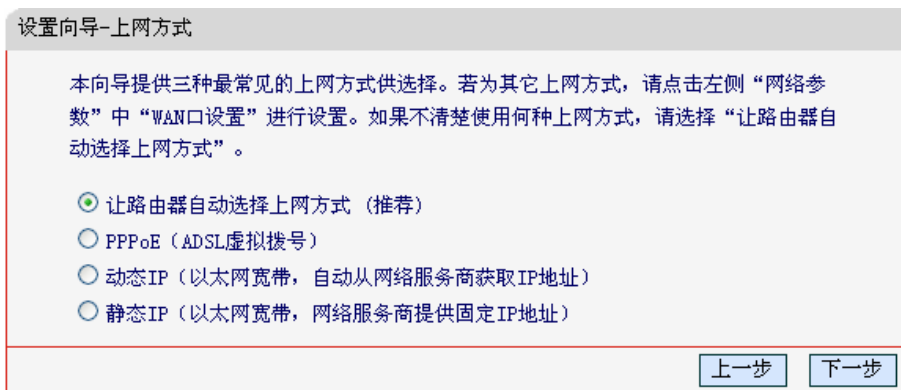 设置向导-上网方式
本向导提供三种最常见的上网方式供选择。若为其它上网方式，请点击左侧“网络参
数”中“WAN口设置”进行设置。如果不清楚使用何种上网方式，请选择“让路由器自
动选择上网方式”。
让路由器自动选择上网方式（推荐）
PPPoE（ADSL虚拟拨号）
动态IP（以太网宽带，自动从网络服务商获取IP地址）
静态IP（以太网宽带，网络服务商提供固定IP地址）
上一步 下一步